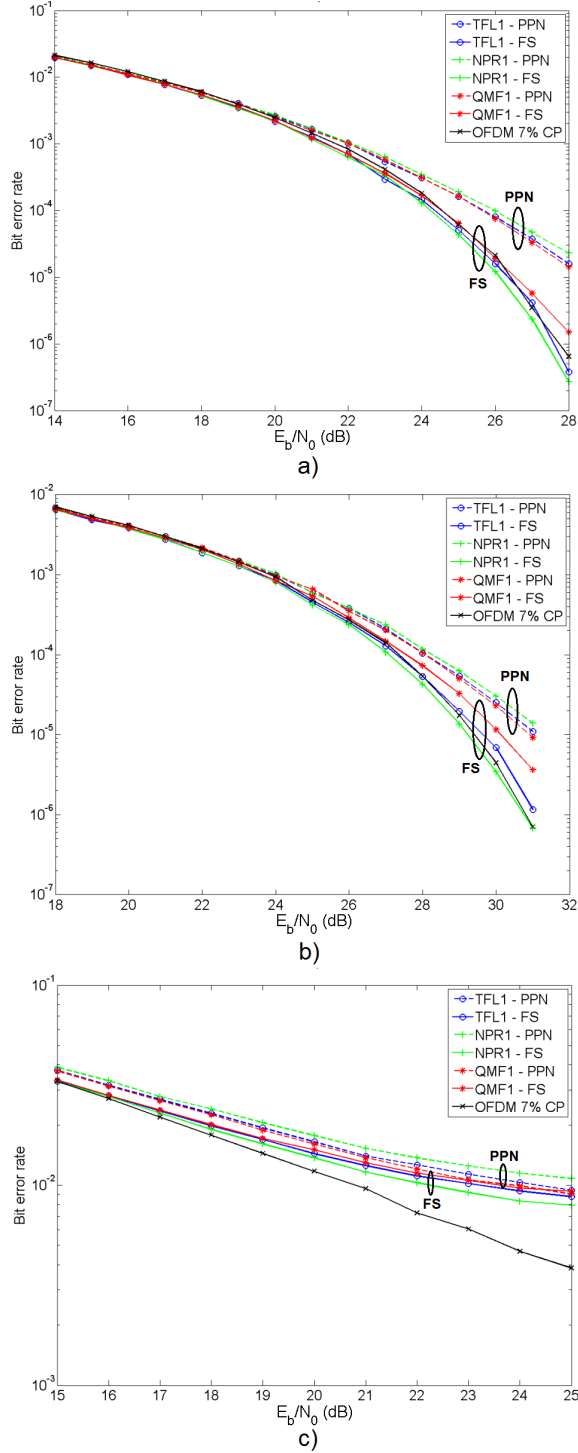 10^-1
10^-2
10^-3
10^-4
10^-5
10^-6
10^-7
Bit error rate
TFL1 - PPN
TFL1 - FS
NPR1 - PPN
NPR1 - FS
QMF1 - PPN
QMF1 - FS
OFDM 7% CP
PPN
FS
14 16 18 20 22 24 26 28
E_b/N_0 (dB)
a)
10^-2
10^-3
10^-4
10^-5
10^-6
10^-7
Bit error rate
TFL1 - PPN
TFL1 - FS
NPR1 - PPN
NPR1 - FS
QMF1 - PPN
QMF1 - FS
OFDM 7% CP
PPN
FS
18 20 22 24 26 28 30 32
E_b/N_0 (dB)
b)
10^-1
10^-2
10^-3
Bit error rate
TFL1 - PPN
TFL1 - FS
NPR1 - PPN
NPR1 - FS
QMF1 - PPN
QMF1 - FS
OFDM 7% CP
PPN
FS
15 16 17 18 19 20 21 22 23 24 25
E_b/N_0 (dB)
c)